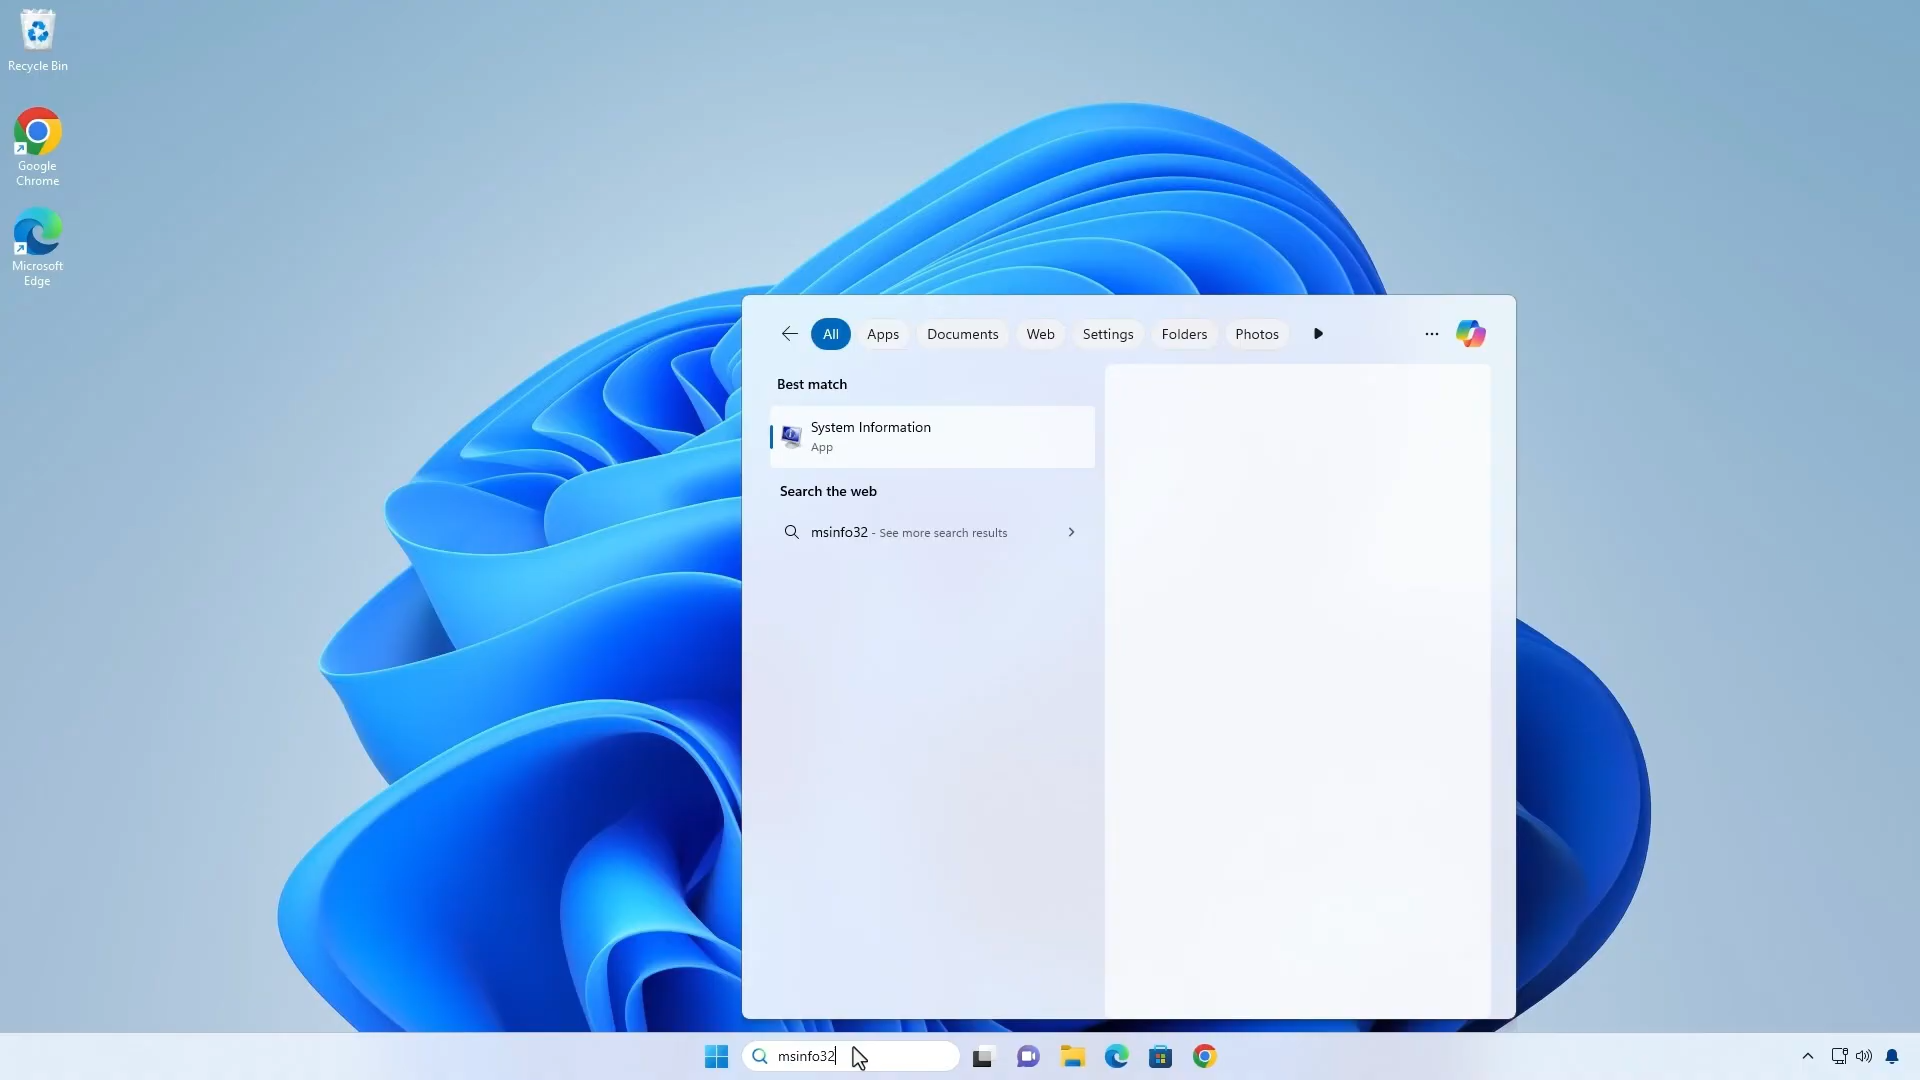 Recycle Bin
Google
Chrome
Microsoft
Edge
All Apps Documents Web Settings Folders Photos
Best match
System Information
App
Search the web
msinfo32 - See more search results
msinfo32